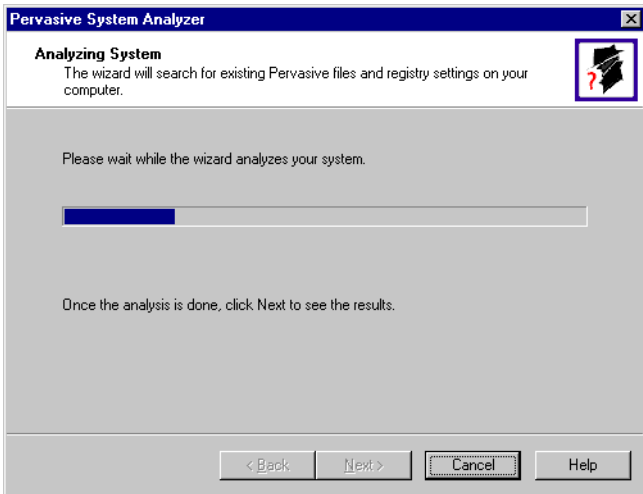 Pervasive System Analyzer
Analyzing System
The wizard will search for existing Pervasive files and registry settings on your
computer.
?
Please wait while the wizard analyzes your system.
Once the analysis is done, click Next to see the results.
< Back Next > Cancel Help